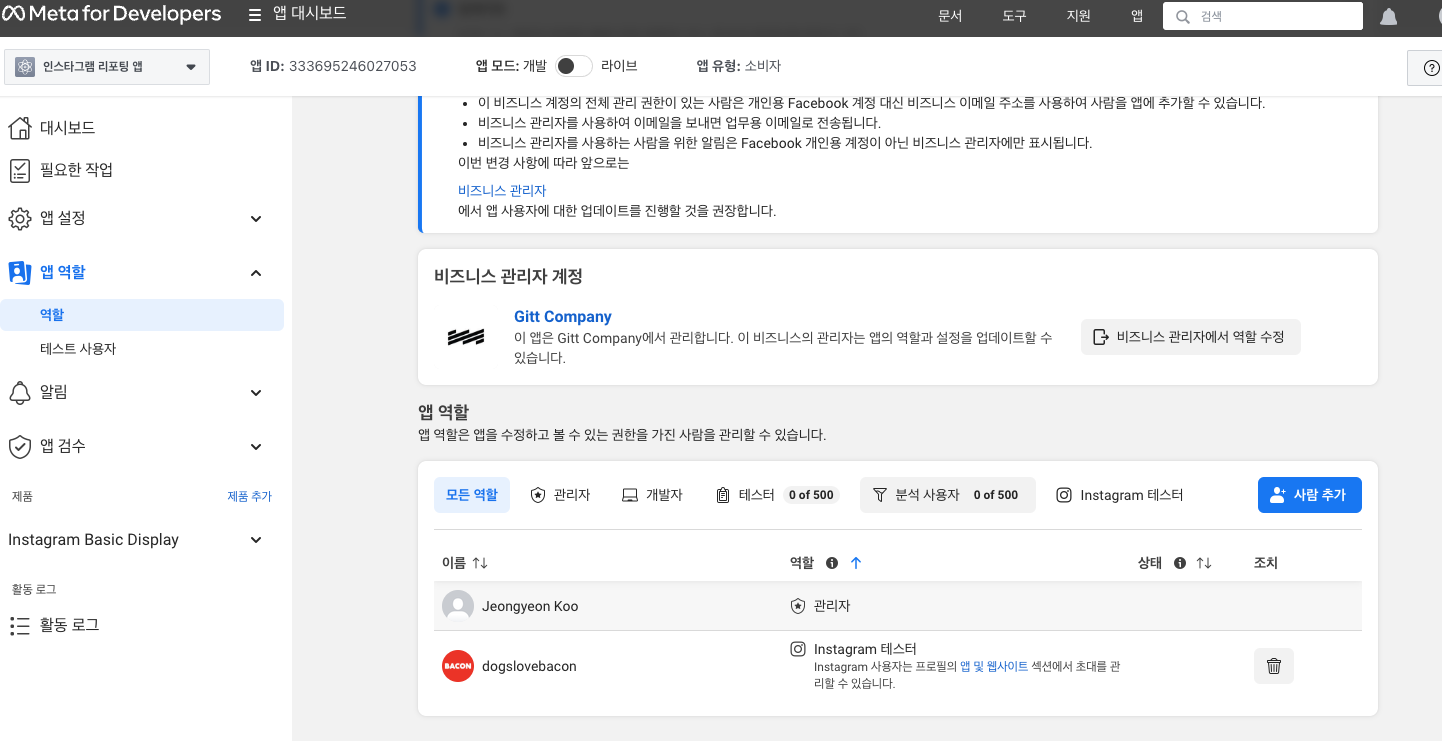 Meta for Developers
앱 대시보드
문서
도구
지원
앱
검색
인스타그램 리포팅 앱
앱 ID: 333695246027053
앱 모드: 개발
라이브
앱 유형: 소비자
대시보드
필요한 작업
앱 설정
앱 역할
역할
테스트 사용자
알림
앱 검수
제품
제품 추가
Instagram Basic Display
활동 로그
활동 로그
• 이 비즈니스 계정의 전체 관리 권한이 있는 사람은 개인용 Facebook 계정 대신 비즈니스 이메일 주소를 사용하여 사람을 앱에 추가할 수 있습니다.
• 비즈니스 관리자를 사용하여 이메일을 보내면 업무용 이메일로 전송됩니다.
• 비즈니스 관리자를 사용하는 사람을 위한 알림은 Facebook 개인용 계정이 아닌 비즈니스 관리자에만 표시됩니다.
이번 변경 사항에 따라 앞으로는
비즈니스 관리자
에서 앱 사용자에 대한 업데이트를 진행할 것을 권장합니다.
비즈니스 관리자 계정
Gitt Company
이 앱은 Gitt Company에서 관리합니다. 이 비즈니스의 관리자는 앱의 역할과 설정을 업데이트할 수
있습니다.
비즈니스 관리자에서 역할 수정
앱 역할
앱 역할은 앱을 수정하고 볼 수 있는 권한을 가진 사람을 관리할 수 있습니다.
모든 역할
관리자
개발자
테스터 0 of 500
분석 사용자 0 of 500
Instagram 테스터
사람 추가
이름
역할
상태
조치
Jeongyeon Koo
관리자
BACON
dogslovebacon
Instagram 테스터
Instagram 사용자는 프로필의 앱 및 웹사이트 섹션에서 초대를 관
리할 수 있습니다.